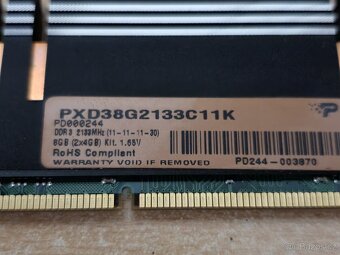 PXD38G2133C11K
PD000244
DDR3 2133MHz (11-11-11-30)
8GB (2x4GB) Kit, 1.65V
RoHS Compliant
WARRANTY VOID IF REMOVED
PD244-003870